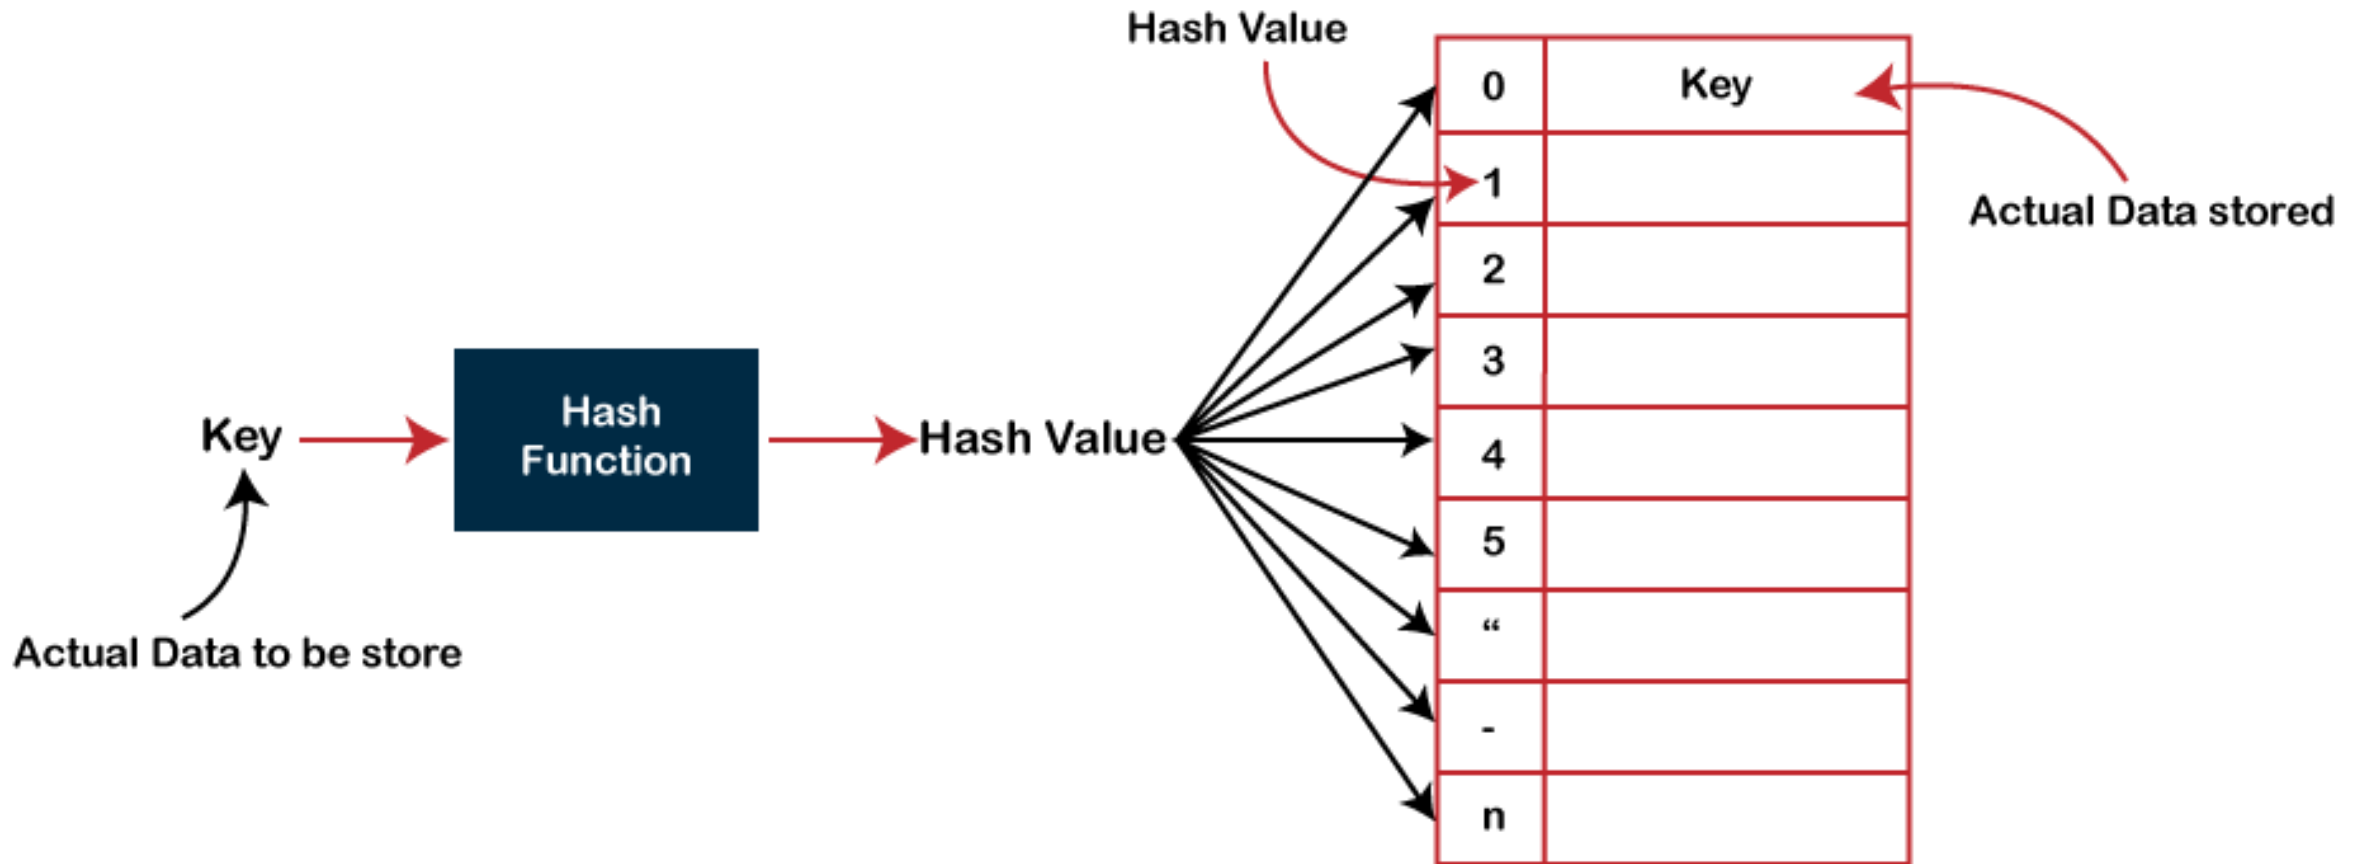 Hash Value
0
Key
1
Actual Data stored
2
3
Key
Hash
Function
Hash Value
4
5
“
Actual Data to be store
-
n